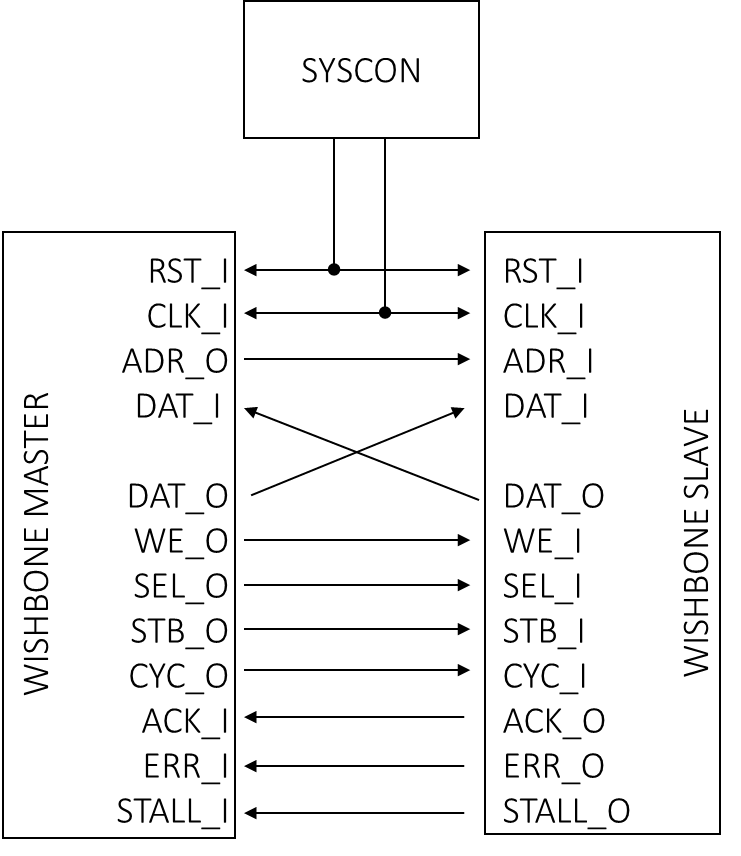 SYSCON
WISHBONE MASTER
RST_I
CLK_I
ADR_O
DAT_I
DAT_O
WE_O
SEL_O
STB_O
CYC_O
ACK_I
ERR_I
STALL_I
RST_I
CLK_I
ADR_I
DAT_I
DAT_O
WE_I
SEL_I
STB_I
CYC_I
ACK_O
ERR_O
STALL_O
WISHBONE SLAVE